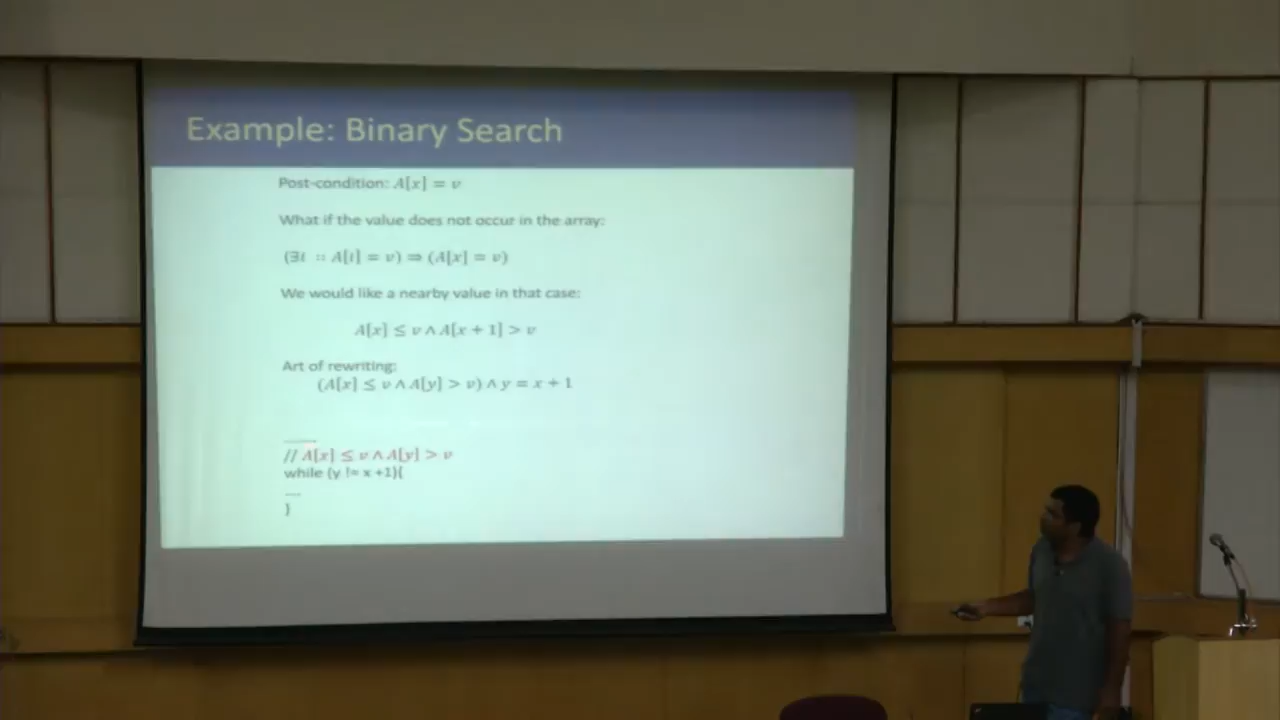 Example: Binary Search
Post-condition: A[x] = v
What if the value does not occur in the array:
(∃i :: A[i] = v) ⇒ (A[x] = v)
We would like a nearby value in that case:
A[x] ≤ v ∧ A[x + 1] > v
Art of rewriting:
(A[x] ≤ v ∧ A[y] > v) ∧ y = x + 1
// A[x] ≤ v ∧ A[y] > v
while (y != x +1){
}